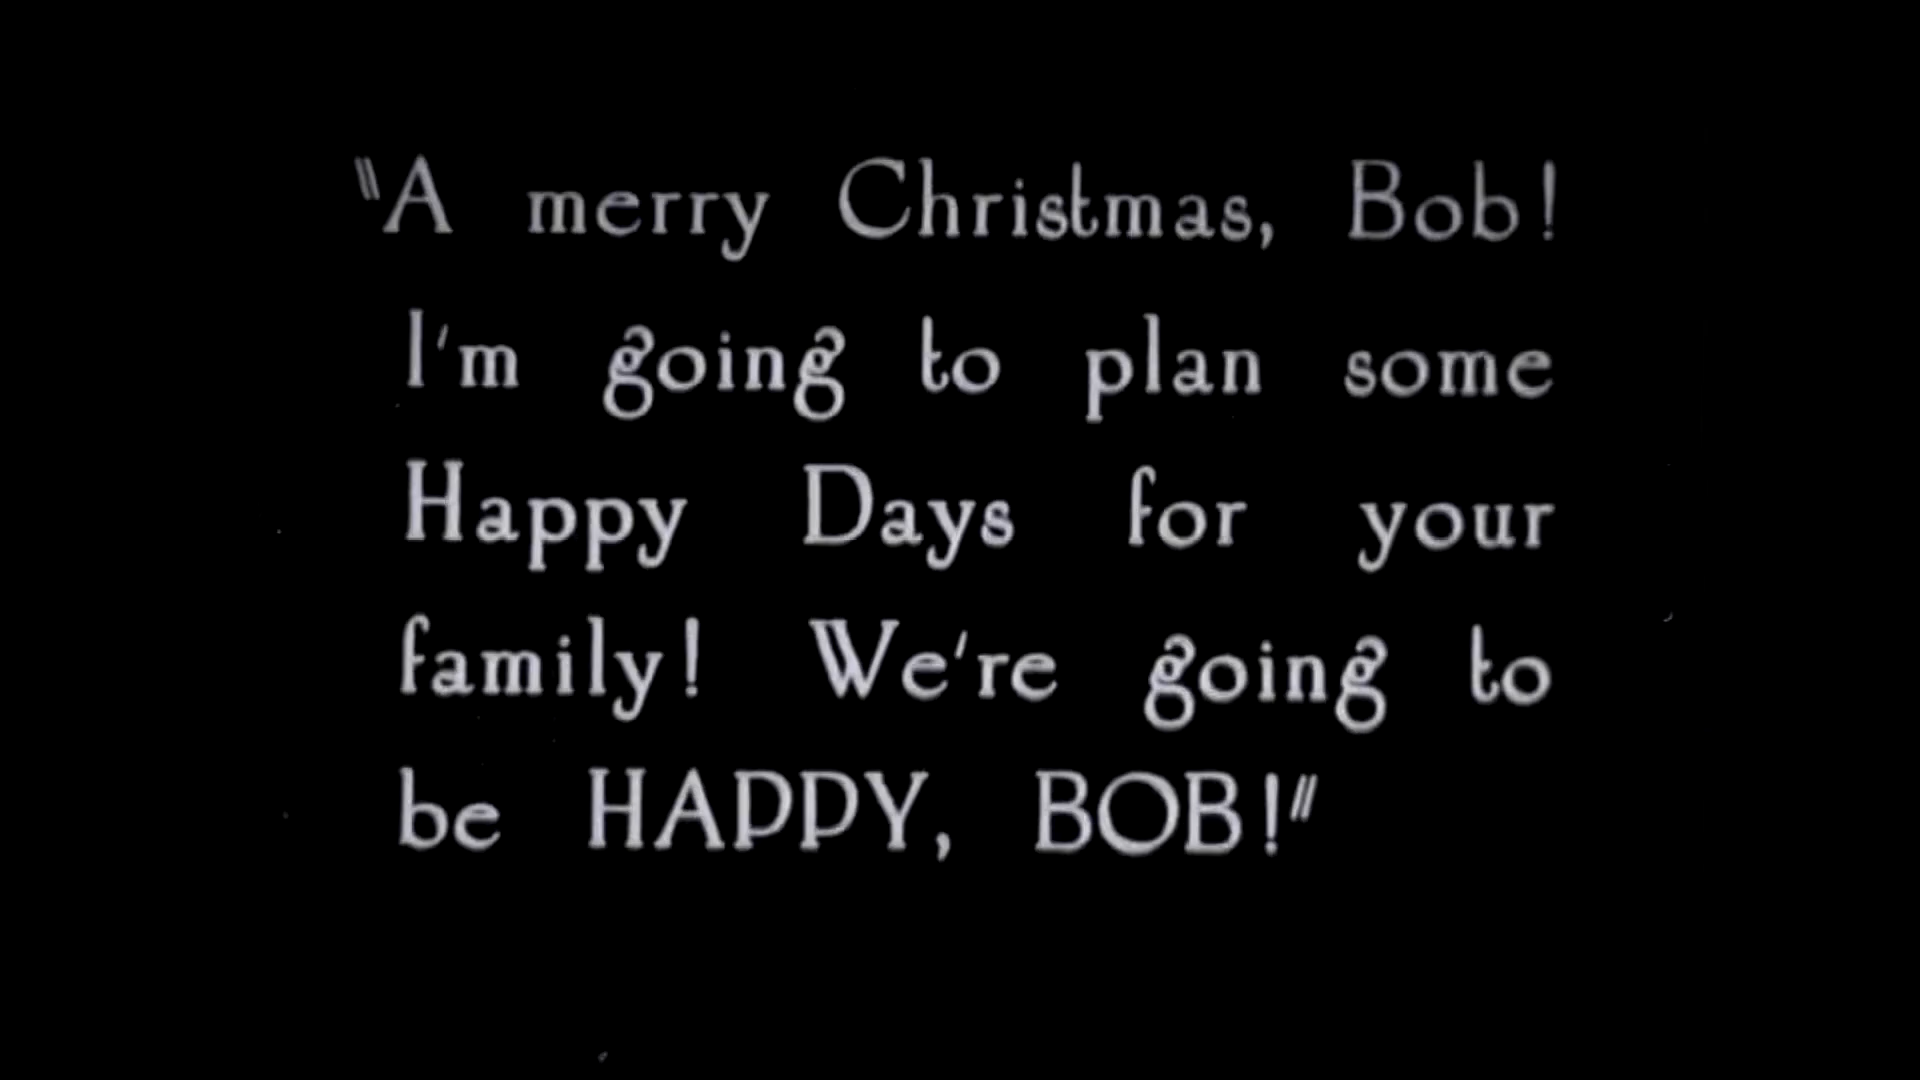 "A merry Christmas, Bob!
I'm going to plan some
Happy Days for your
family! We're going to
be HAPPY, BOB!"